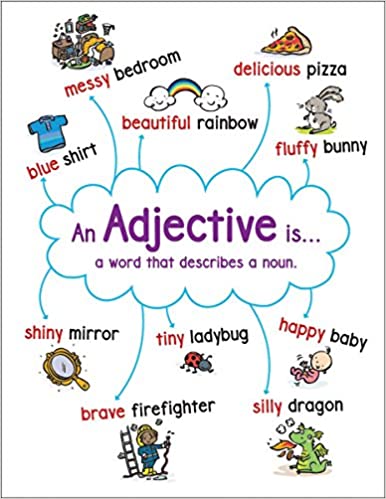 messy bedroom
delicious pizza
beautiful rainbow
blue shirt
fluffy bunny
An Adjective is...
a word that describes a noun.
shiny mirror
tiny ladybug
happy baby
brave firefighter
silly dragon